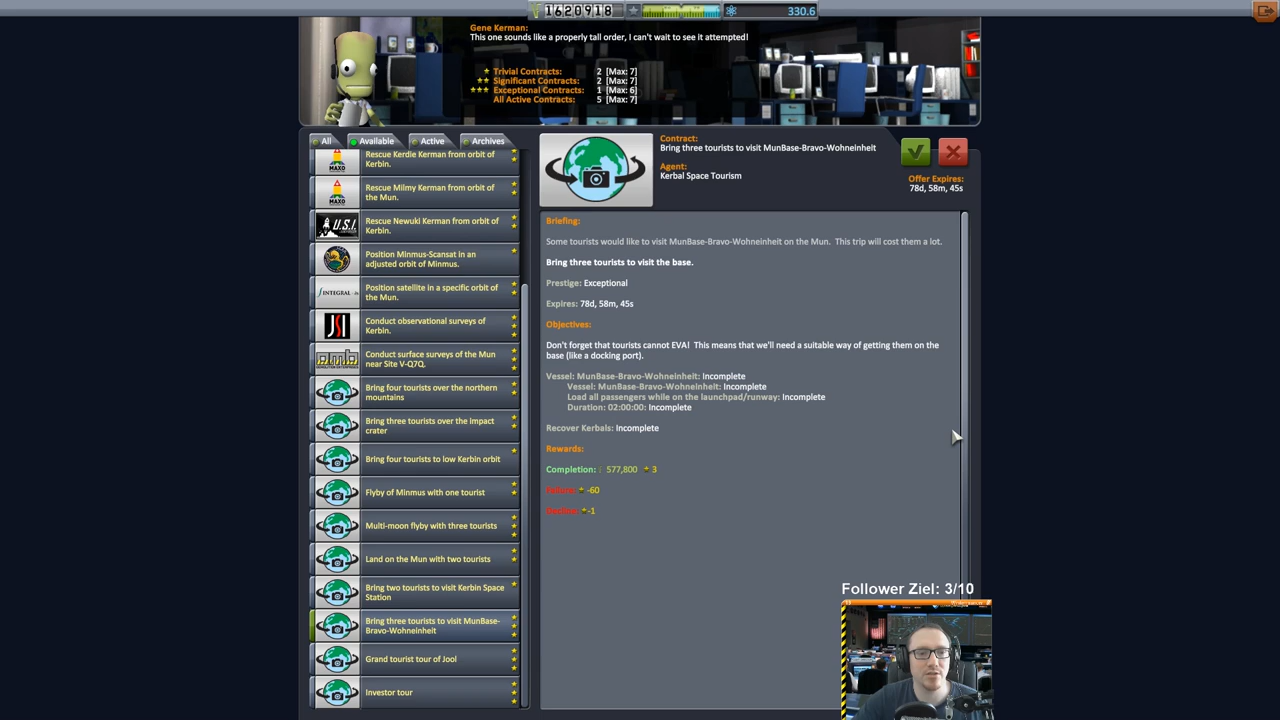 1620918
330.6
Gene Kerman:
This one sounds like a properly tall order, I can't wait to see it attempted!
Trivial Contracts: 2 [Max: 7]
Significant Contracts: 2 [Max: 7]
Exceptional Contracts: 1 [Max: 6]
All Active Contracts: 5 [Max: 7]
All
Available
Active
Archives
MAXO
Rescue Kerdie Kerman from orbit of
Kerbin.
MAXO
Rescue Milmy Kerman from orbit of
the Mun.
U.S.I.
Rescue Newuki Kerman from orbit of
Kerbin.
Position Minmus-Scansat in an
adjusted orbit of Minmus.
INTEGRAL
Position satellite in a specific orbit of
the Mun.
JSI
Conduct observational surveys of
Kerbin.
Conduct surface surveys of the Mun
near Site V-Q7Q.
Bring four tourists over the northern
mountains
Bring three tourists over the impact
crater
Bring four tourists to low Kerbin orbit
Flyby of Minmus with one tourist
Multi-moon flyby with three tourists
Land on the Mun with two tourists
Bring two tourists to visit Kerbin Space
Station
Bring three tourists to visit MunBase-
Bravo-Wohneinheit
Grand tourist tour of Jool
Investor tour
Contract:
Bring three tourists to visit MunBase-Bravo-Wohneinheit
Agent:
Kerbal Space Tourism
Offer Expires:
78d, 58m, 45s
Briefing:
Some tourists would like to visit MunBase-Bravo-Wohneinheit on the Mun. This trip will cost them a lot.
Bring three tourists to visit the base.
Prestige: Exceptional
Expires: 78d, 58m, 45s
Objectives:
Don't forget that tourists cannot EVA! This means that we'll need a suitable way of getting them on the
base (like a docking port).
Vessel: MunBase-Bravo-Wohneinheit: Incomplete
Vessel: MunBase-Bravo-Wohneinheit: Incomplete
Load all passengers while on the launchpad/runway: Incomplete
Duration: 02:00:00: Incomplete
Recover Kerbals: Incomplete
Rewards:
Completion: 577,800 3
Failure: -60
Decline: -1
Follower Ziel: 3/10